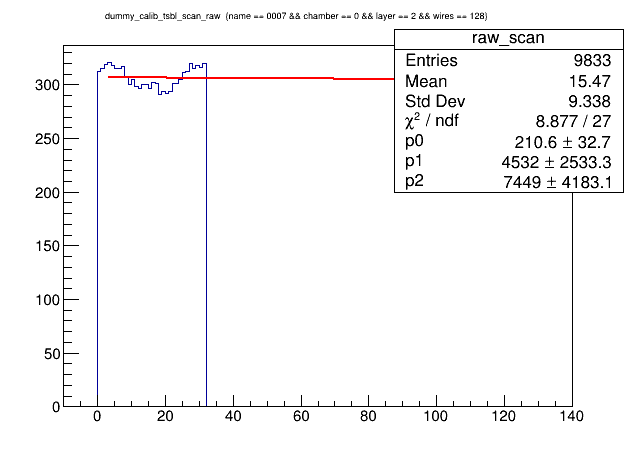 dummy_calib_tsbl_scan_raw (name == 0007 && chamber == 0 && layer == 2 && wires == 128)
raw_scan
Entries 9833
Mean 15.47
Std Dev 9.338
χ² / ndf 8.877 / 27
p0 210.6 ± 32.7
p1 4532 ± 2533.3
p2 7449 ± 4183.1
300
250
200
150
100
50
0
0 20 40 60 80 100 120 140